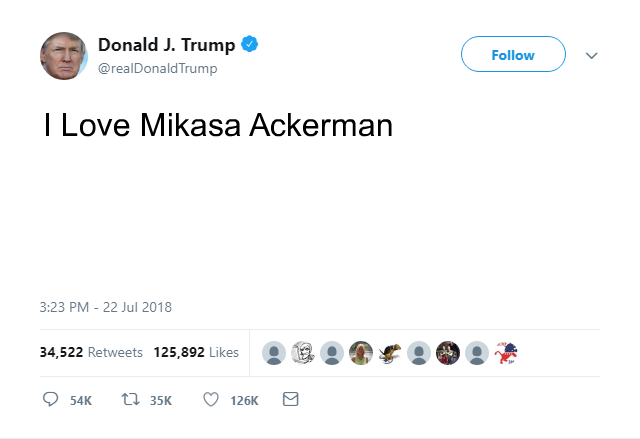 Donald J. Trump
@realDonaldTrump
Follow
I Love Mikasa Ackerman
3:23 PM - 22 Jul 2018
34,522 Retweets 125,892 Likes
54K 35K 126K